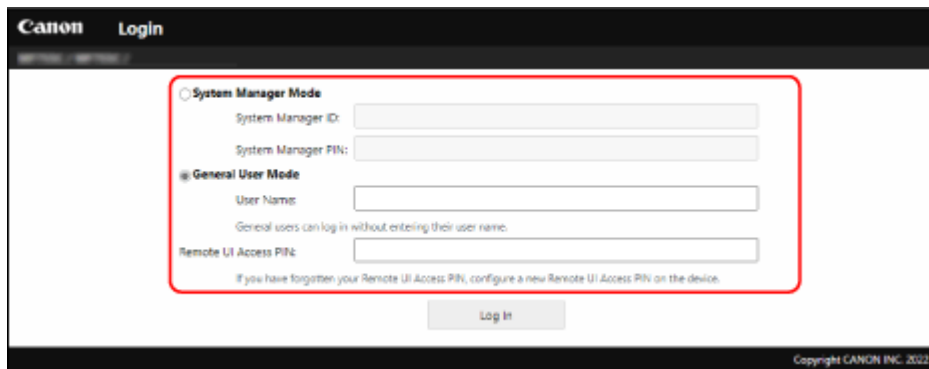 Canon Login
System Manager Mode
System Manager ID:
System Manager PIN:
General User Mode
User Name:
General users can log in without entering their user name.
Remote UI Access PIN:
If you have forgotten your Remote UI Access PIN, configure a new Remote UI Access PIN on the device.
Log In
Copyright CANON INC. 2022